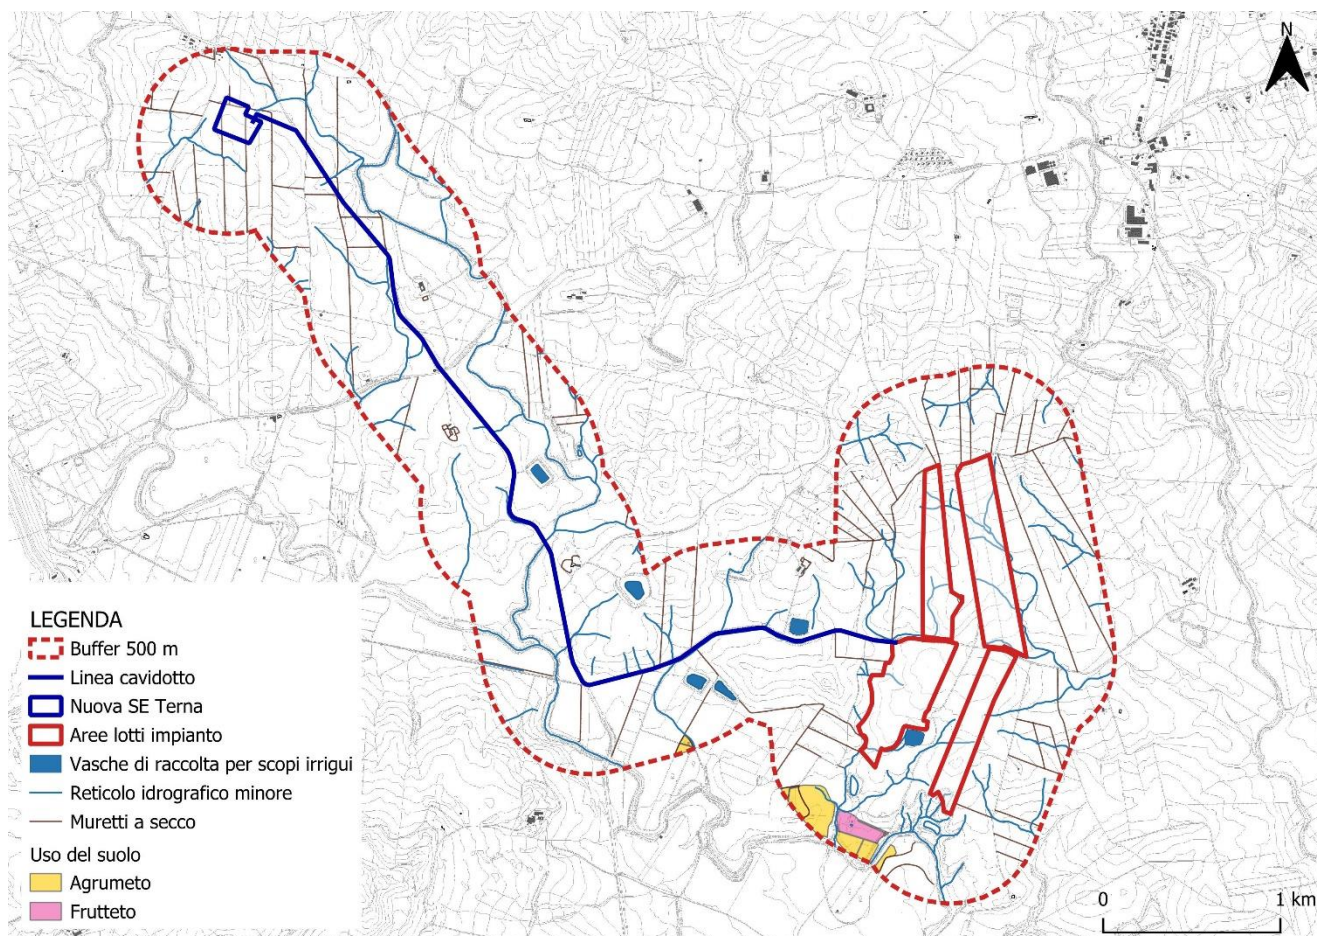 N
LEGENDA
Buffer 500 m
Linea cavidotto
Nuova SE Terna
Aree lotti impianto
Vasche di raccolta per scopi irrigui
Reticolo idrografico minore
Muretti a secco
Uso del suolo
Agrumeto
Frutteto
0 1 km